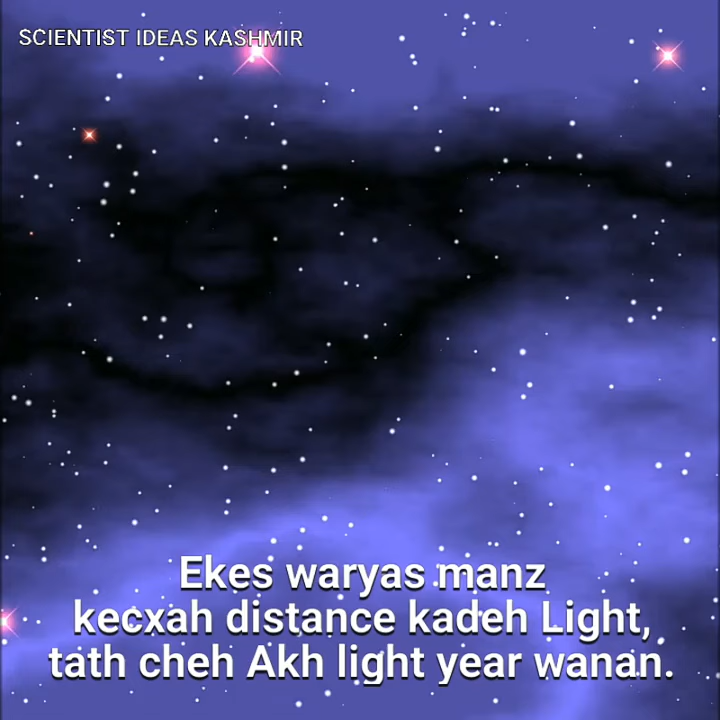 SCIENTIST IDEAS KASHMIR
Ekes waryas manz
kecxah distance kadeh Light,
tath cheh Akh light year wanan.